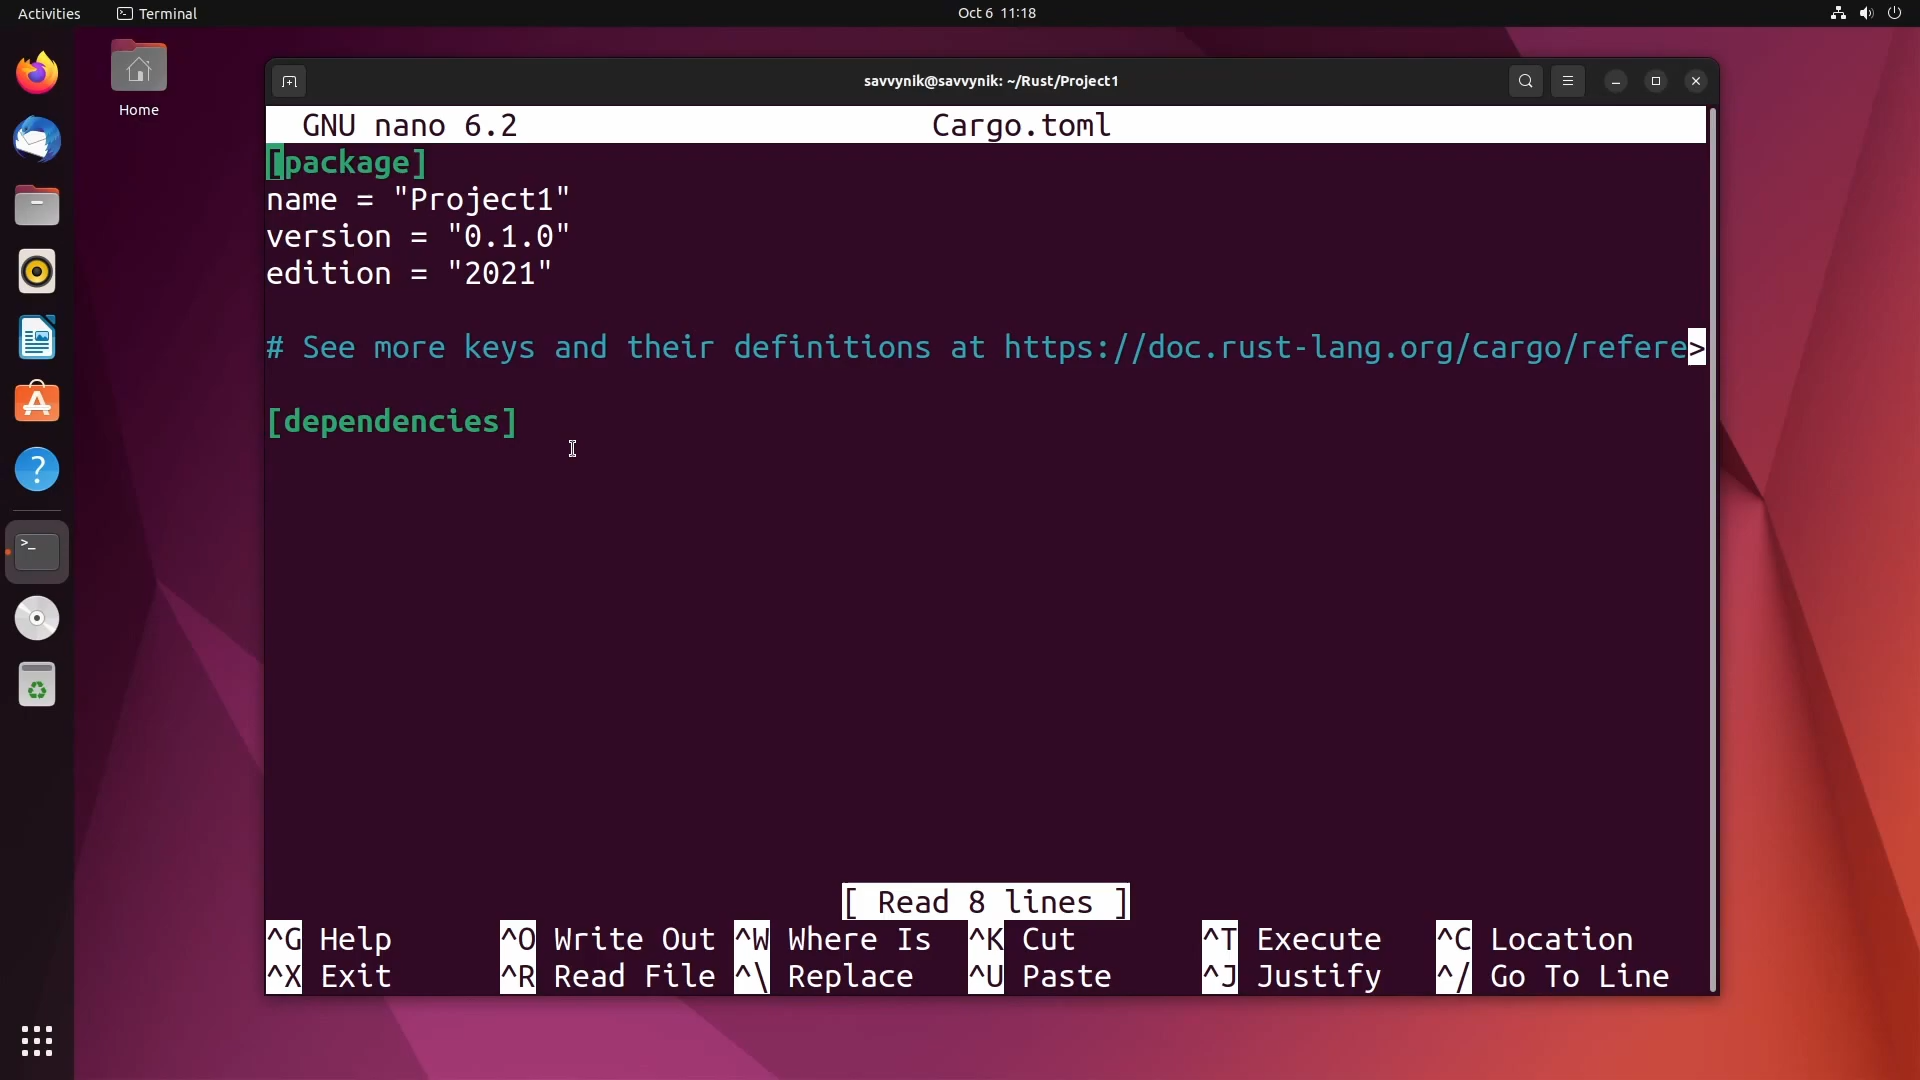 Activities
Terminal
Oct 6 11:18
Home
savvynik@savvynik: ~/Rust/Project1
GNU nano 6.2 Cargo.toml
[package]
name = "Project1"
version = "0.1.0"
edition = "2021"
# See more keys and their definitions at https://doc.rust-lang.org/cargo/refere>
[dependencies]
[ Read 8 lines ]
^G Help ^O Write Out ^W Where Is ^K Cut ^T Execute ^C Location
^X Exit ^R Read File ^\ Replace ^U Paste ^J Justify ^/ Go To Line